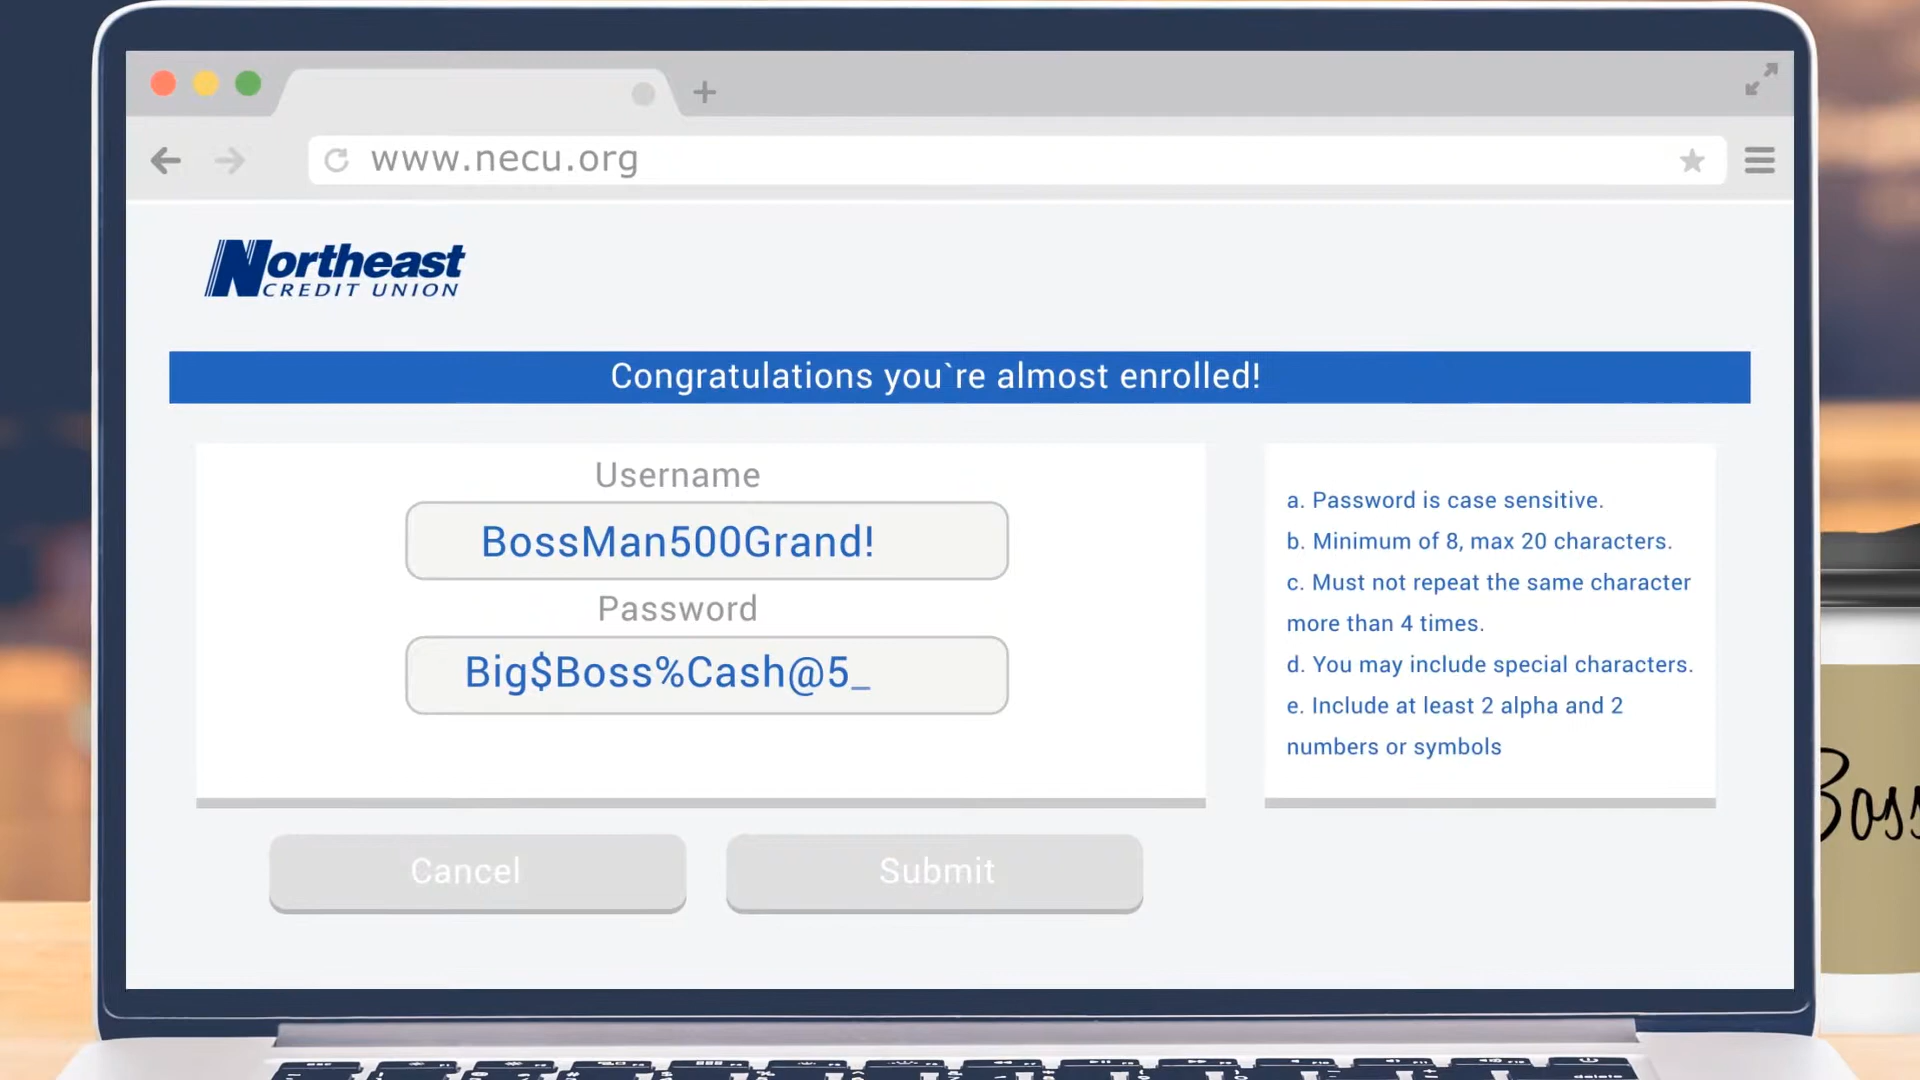 www.necu.org
Northeast
CREDIT UNION
Congratulations you`re almost enrolled!
Username
BossMan500Grand!
Password
Big$Boss%Cash@5_
a. Password is case sensitive.
b. Minimum of 8, max 20 characters.
c. Must not repeat the same character
more than 4 times.
d. You may include special characters.
e. Include at least 2 alpha and 2
numbers or symbols
Cancel
Submit
Boss